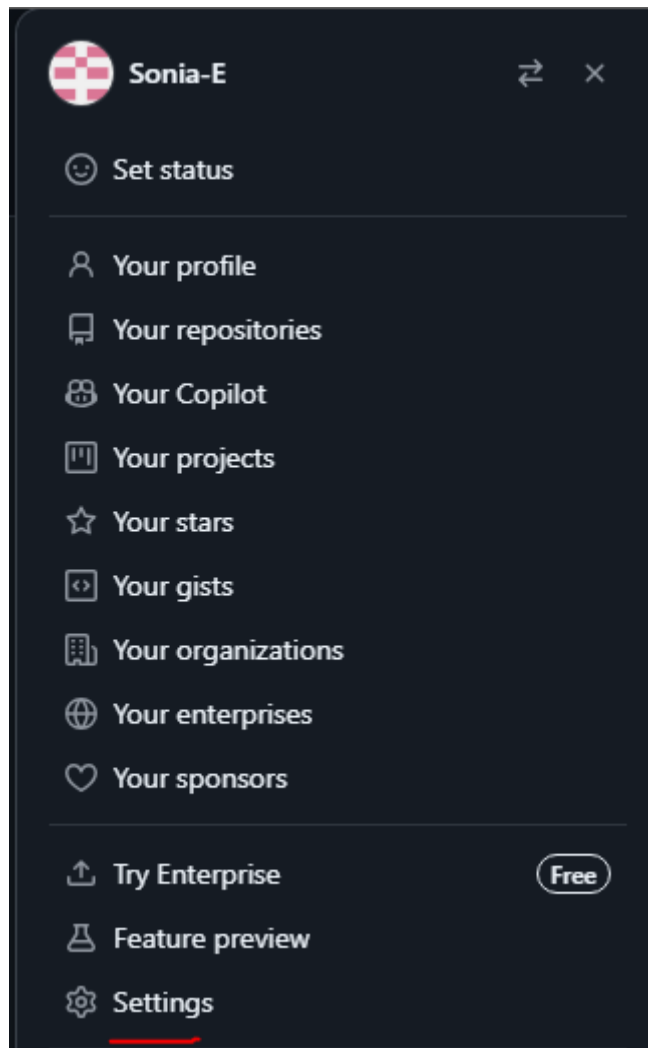 Sonia-E
Set status
Your profile
Your repositories
Your Copilot
Your projects
Your stars
Your gists
Your organizations
Your enterprises
Your sponsors
Try Enterprise Free
Feature preview
Settings